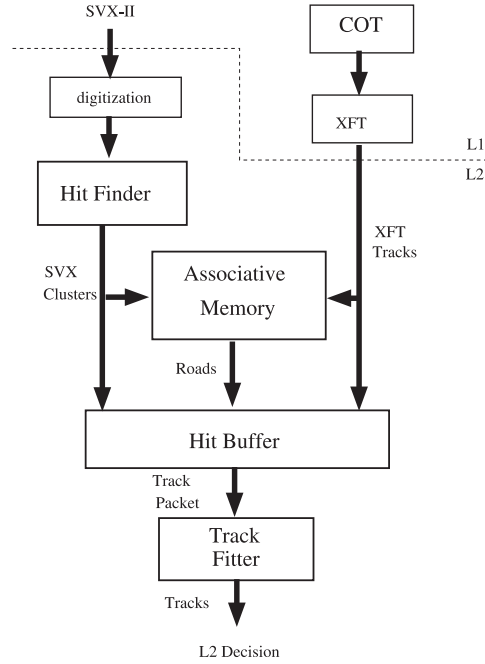 SVX-II
COT
digitization
XFT
L1
L2
Hit Finder
XFT
Tracks
SVX
Clusters
Associative
Memory
Roads
Hit Buffer
Track
Packet
Track
Fitter
Tracks
L2 Decision